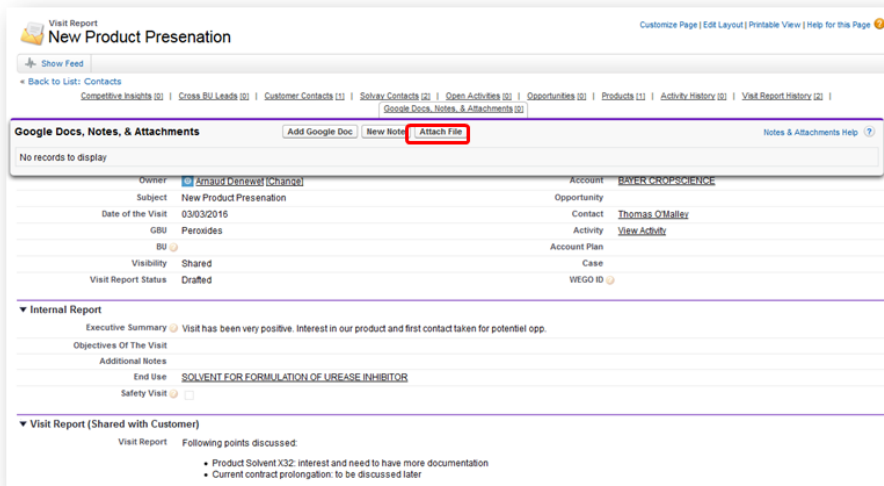 Visit Report
New Product Presenation
Customize Page | Edit Layout | Printable View | Help for this Page
Show Feed
« Back to List: Contacts
Competitive Insights [0] | Cross BU Leads [0] | Customer Contacts [1] | Solvay Contacts [2] | Open Activities [0] | Opportunities [0] | Products [1] | Activity History [0] | Visit Report History [2] |
Google Docs, Notes, & Attachments [0]
Google Docs, Notes, & Attachments Add Google Doc New Note Attach File Notes & Attachments Help ?
No records to display
Owner Arnaud Denewet [Change] Account BAYER CROPSCIENCE
Subject New Product Presenation Opportunity
Date of the Visit 03/03/2016 Contact Thomas O'Malley
GBU Peroxides Activity View Activity
BU Account Plan
Visibility Shared Case
Visit Report Status Drafted WEGO ID
Internal Report
Executive Summary Visit has been very positive. Interest in our product and first contact taken for potentiel opp.
Objectives Of The Visit
Additional Notes
End Use SOLVENT FOR FORMULATION OF UREASE INHIBITOR
Safety Visit
Visit Report (Shared with Customer)
Visit Report Following points discussed:
• Product Solvent X32: interest and need to have more documentation
• Current contract prolongation: to be discussed later